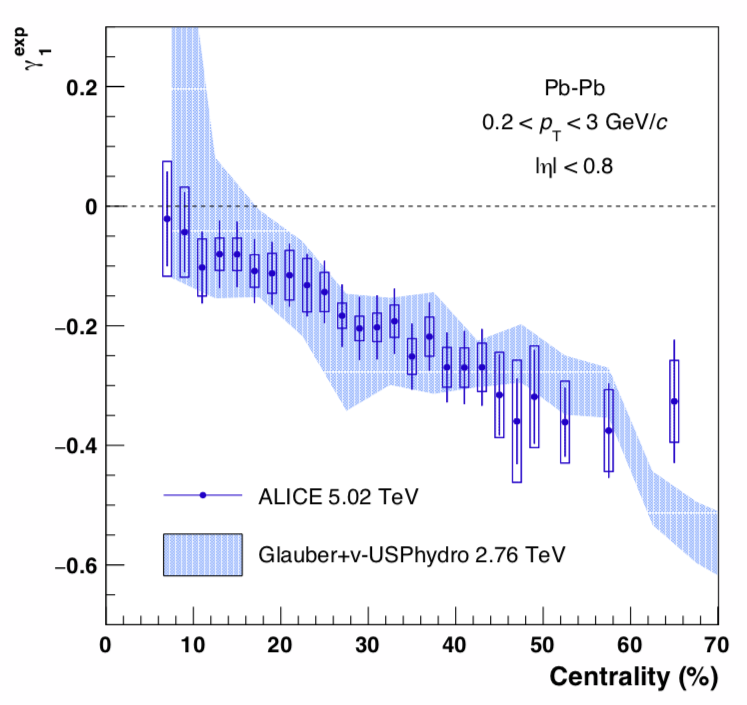 γ₁ᵉˣᵖ
0.2
0
−0.2
−0.4
−0.6
Pb-Pb
0.2 < p_T < 3 GeV/c
|η| < 0.8
ALICE 5.02 TeV
Glauber+v-USPhydro 2.76 TeV
0 10 20 30 40 50 60 70
Centrality (%)